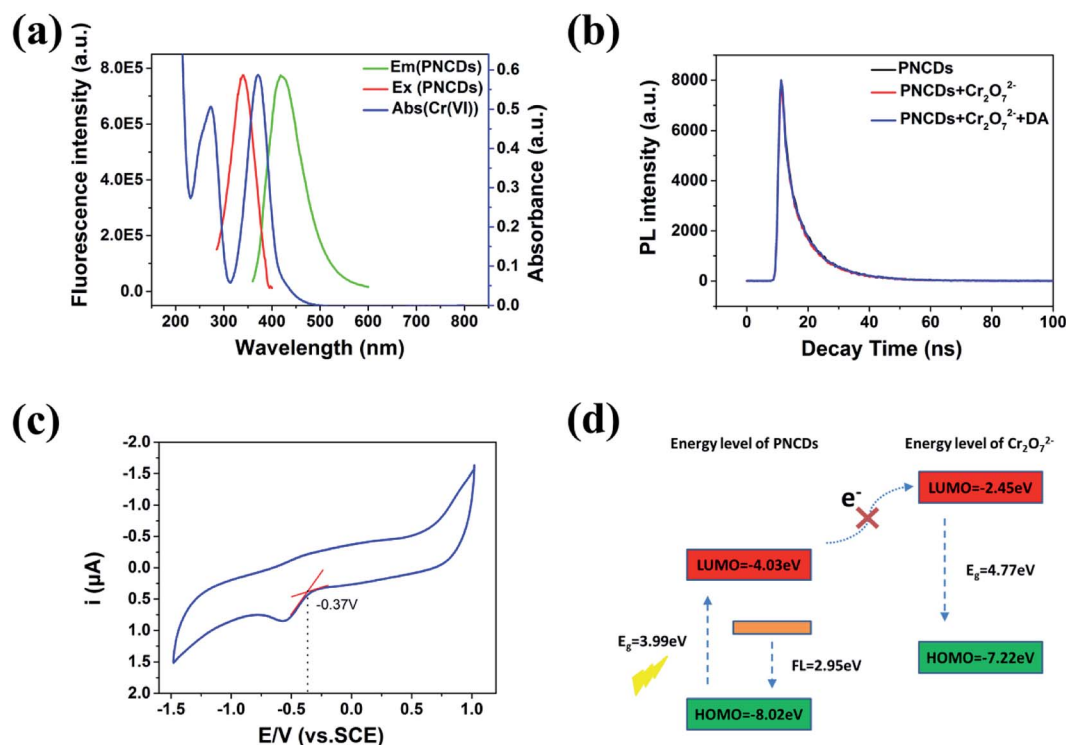 (a)
Fluorescence intensity (a.u.)
8.0E5
6.0E5
4.0E5
2.0E5
0.0
Em(PNCDs)
Ex (PNCDs)
Abs(Cr(VI))
0.6
0.5
0.4
0.3
0.2
0.1
0.0
Absorbance (a.u.)
200 300 400 500 600 700 800
Wavelength (nm)
(b)
PL intensity (a.u.)
8000
6000
4000
2000
0
PNCDs
PNCDs+Cr₂O₇²⁻
PNCDs+Cr₂O₇²⁻+DA
0 20 40 60 80 100
Decay Time (ns)
(c)
i (μA)
-2.0
-1.5
-1.0
-0.5
0.0
0.5
1.0
1.5
2.0
-0.37V
-1.5 -1.0 -0.5 0.0 0.5 1.0
E/V (vs.SCE)
(d)
Energy level of PNCDs
Energy level of Cr₂O₇²⁻
LUMO=-2.45eV
e⁻
LUMO=-4.03eV
E₉=4.77eV
E₉=3.99eV
FL=2.95eV
HOMO=-7.22eV
HOMO=-8.02eV